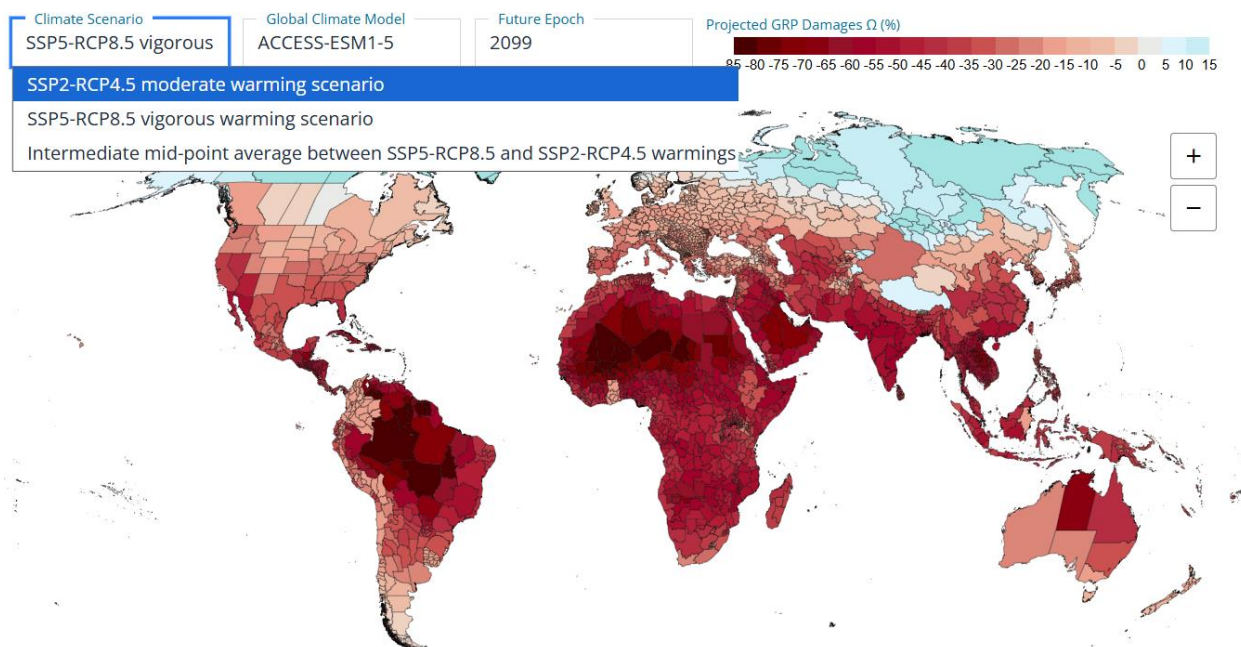 Climate Scenario
SSP5-RCP8.5 vigorous
Global Climate Model
ACCESS-ESM1-5
Future Epoch
2099
Projected GRP Damages Ω (%)
85 -80 -75 -70 -65 -60 -55 -50 -45 -40 -35 -30 -25 -20 -15 -10 -5 0 5 10 15
SSP2-RCP4.5 moderate warming scenario
SSP5-RCP8.5 vigorous warming scenario
Intermediate mid-point average between SSP5-RCP8.5 and SSP2-RCP4.5 warmings
+
−